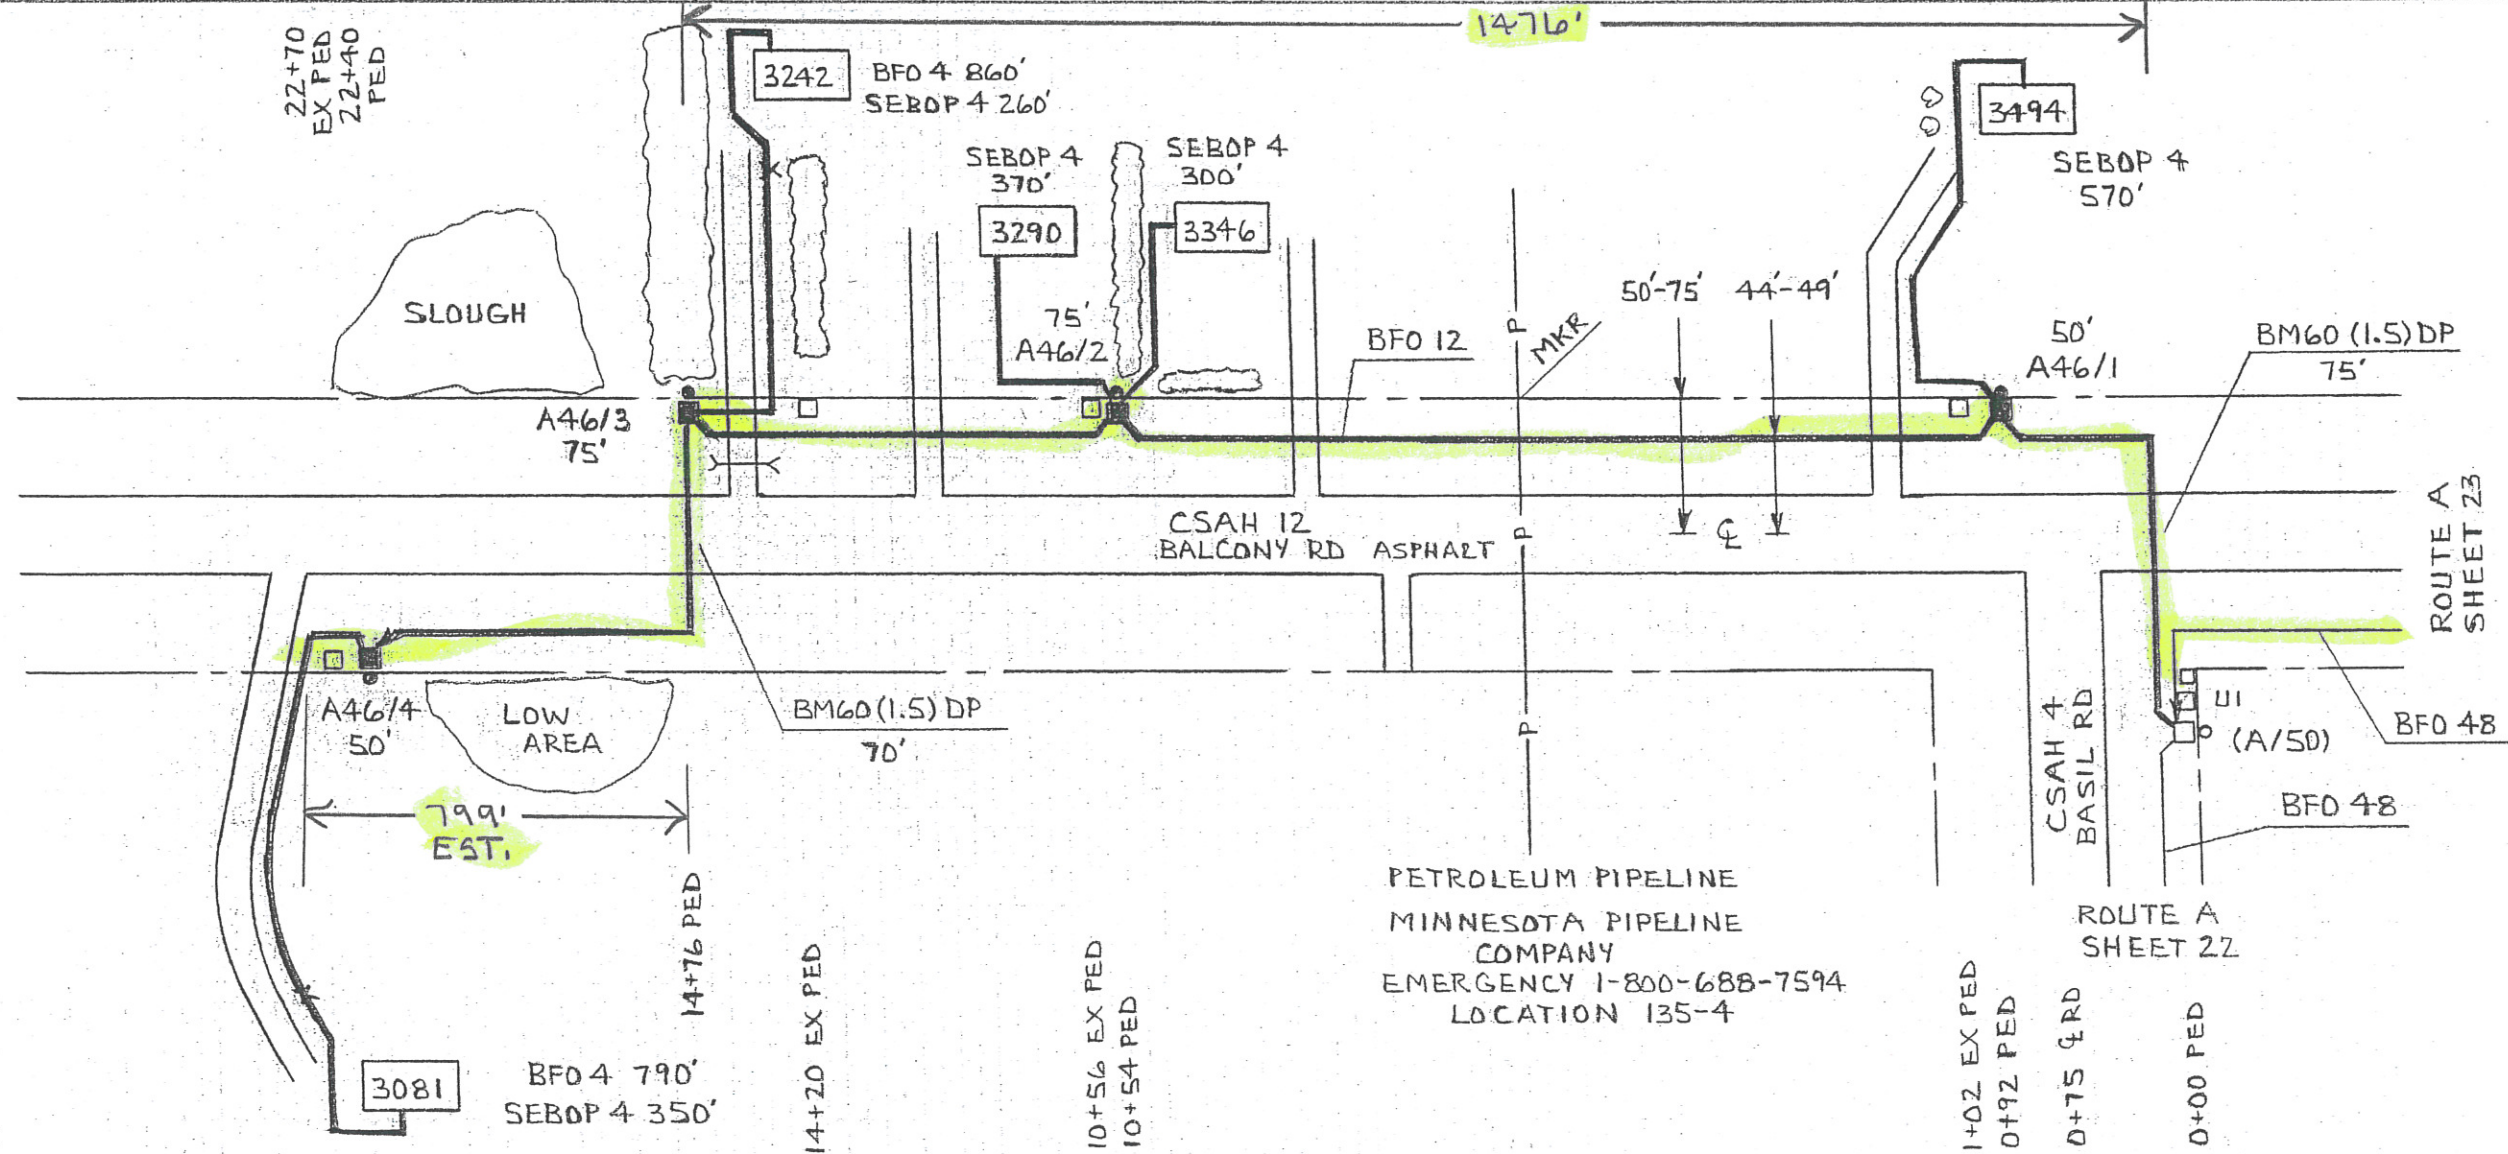 1476'
22+70
EX PED
22+40
PED
3242
BFO 4 860'
SEBOP 4 260'
3494
SEBOP 4
570'
SEBOP 4
370'
SEBOP 4
300'
3290
3346
SLOUGH
75'
A46/2
BFO 12
P
MKR
50'-75'
44'-49'
50'
A46/1
BM60 (1.5) DP
75'
A46/3
75'
CSAH 12
BALCONY RD ASPHALT
P
℄
ROUTE A
SHEET 23
A46/4
50'
LOW
AREA
BM60 (1.5) DP
70'
P
CSAH 4
BASIL RD
U1
(A/50)
BFO 48
BFO 48
799'
EST.
PETROLEUM PIPELINE
MINNESOTA PIPELINE
COMPANY
EMERGENCY 1-800-688-7594
LOCATION 135-4
ROUTE A
SHEET 22
3081
BFO 4 790'
SEBOP 4 350'
14+76 PED
14+20 EX PED
10+56 EX PED
10+54 PED
1+02 EX PED
0+92 PED
0+75 ℄ RD
0+00 PED